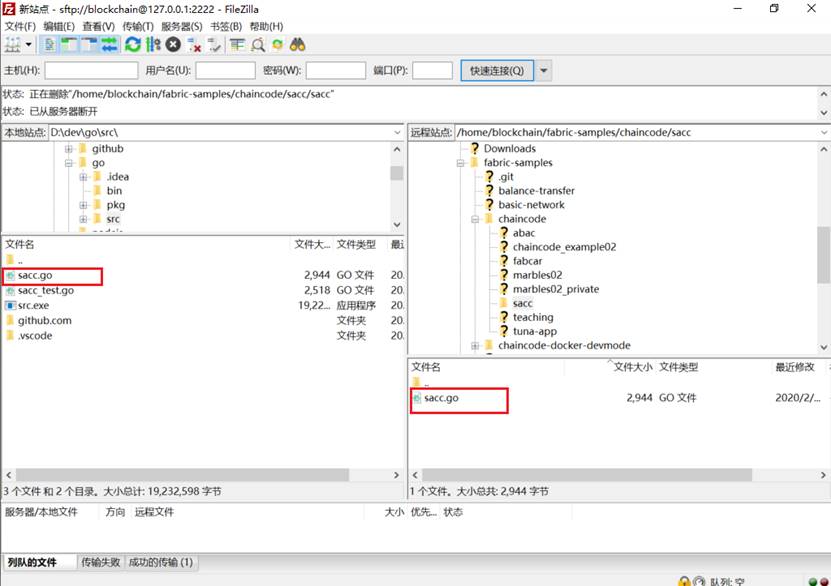 新站点 - sftp://blockchain@127.0.0.1:2222 - FileZilla
文件(F) 编辑(E) 查看(V) 传输(T) 服务器(S) 书签(B) 帮助(H)
主机(H): 用户名(U): 密码(W): 端口(P): 快速连接(Q)
状态: 正在删除"/home/blockchain/fabric-samples/chaincode/sacc/sacc"
状态: 已从服务器断开
本地站点: D:\dev\go\src\
github
go
.idea
bin
pkg
src
文件名 文件大... 文件类型 最近
..
sacc.go 2,944 GO 文件 20.
sacc_test.go 2,518 GO 文件 20.
src.exe 19,22... 应用程序 20.
github.com 文件夹 20.
.vscode 文件夹 20.
3 个文件 和 2 个目录。大小总计: 19,232,598 字节
远程站点: /home/blockchain/fabric-samples/chaincode/sacc
Downloads
fabric-samples
.git
balance-transfer
basic-network
chaincode
abac
chaincode_example02
fabcar
marbles02
marbles02_private
sacc
teaching
tuna-app
chaincode-docker-devmode
文件名 文件大小 文件类型 最近修改
..
sacc.go 2,944 GO 文件 2020/2/...
1 个文件。大小总共: 2,944 字节
服务器/本地文件 方向 远程文件 大小 优先... 状态
列队的文件 传输失败 成功的传输 (1)
队列: 空